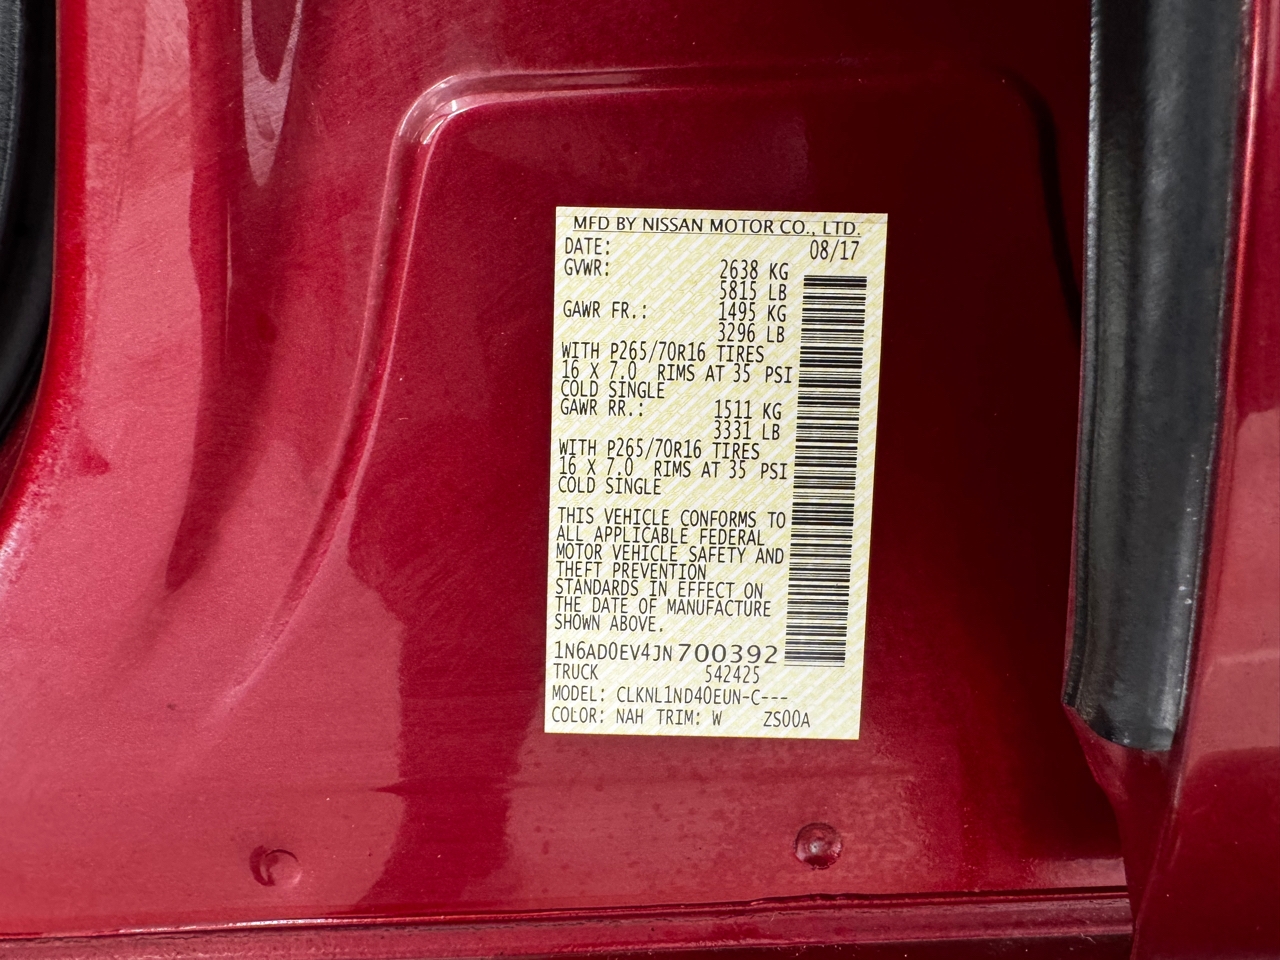 MFD BY NISSAN MOTOR CO., LTD.
DATE: 08/17
GVWR: 2638 KG
5815 LB
GAWR FR.: 1495 KG
3296 LB
WITH P265/70R16 TIRES
16 X 7.0 RIMS AT 35 PSI
COLD SINGLE
GAWR RR.: 1511 KG
3331 LB
WITH P265/70R16 TIRES
16 X 7.0 RIMS AT 35 PSI
COLD SINGLE
THIS VEHICLE CONFORMS TO
ALL APPLICABLE FEDERAL
MOTOR VEHICLE SAFETY AND
THEFT PREVENTION
STANDARDS IN EFFECT ON
THE DATE OF MANUFACTURE
SHOWN ABOVE.
1N6AD0EV4JN700392
TRUCK 542425
MODEL: CLKNL1ND40EUN-C---
COLOR: NAH TRIM: W ZS00A